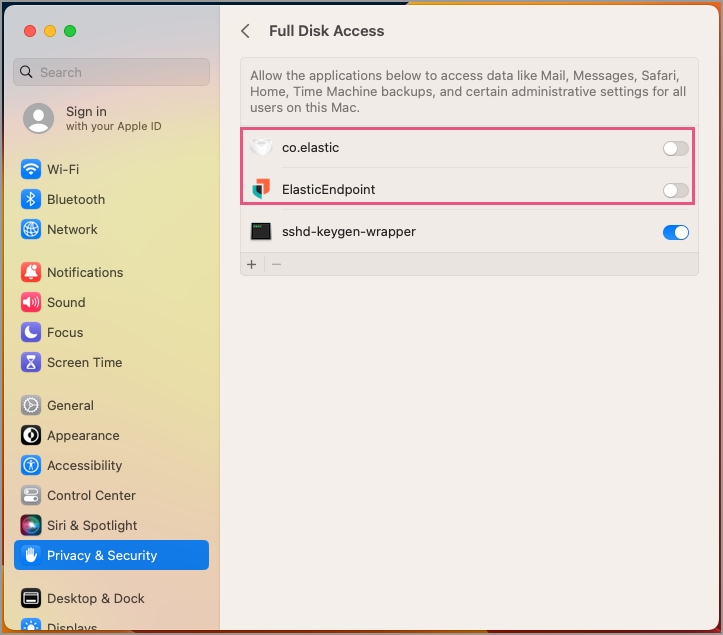 Full Disk Access
Search
Sign in
with your Apple ID
Wi-Fi
Bluetooth
Network
Notifications
Sound
Focus
Screen Time
General
Appearance
Accessibility
Control Center
Siri & Spotlight
Privacy & Security
Desktop & Dock
Displays
Allow the applications below to access data like Mail, Messages, Safari,
Home, Time Machine backups, and certain administrative settings for all
users on this Mac.
co.elastic
ElasticEndpoint
sshd-keygen-wrapper